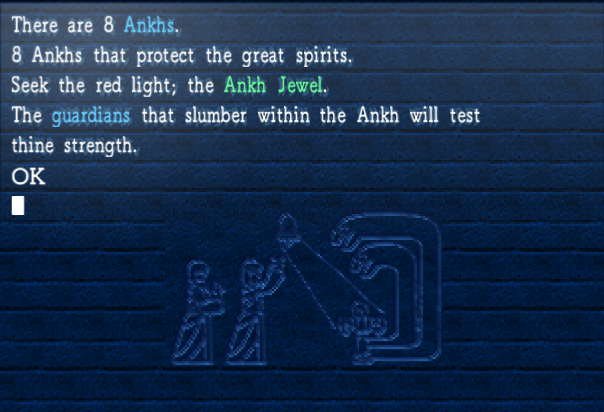 There are 8 Ankhs.
8 Ankhs that protect the great spirits.
Seek the red light; the Ankh Jewel.
The guardians that slumber within the Ankh will test
thine strength.
OK